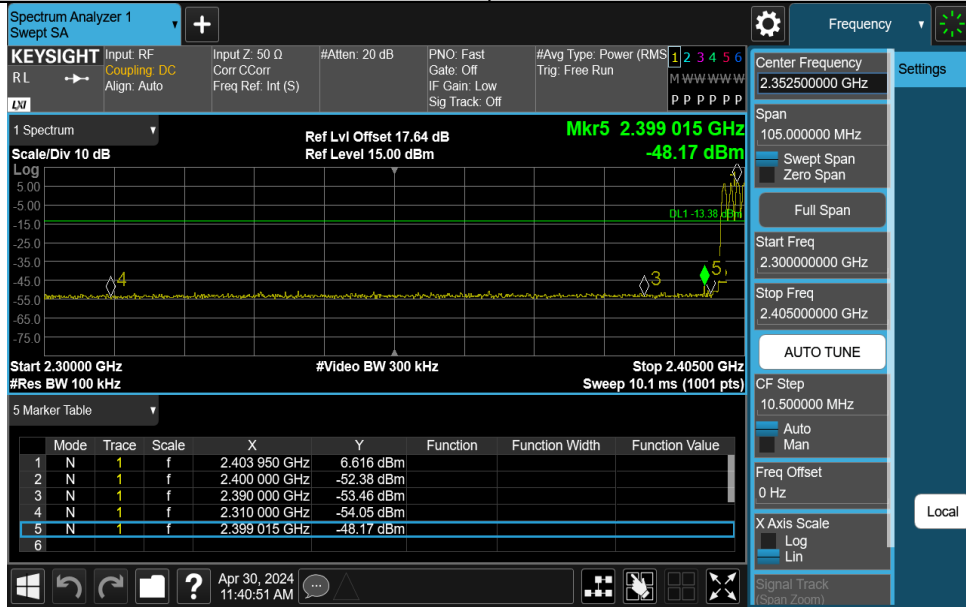 Spectrum Analyzer 1
Swept SA
Frequency
KEYSIGHT
RL
LXI
Input: RF
Coupling: DC
Align: Auto
Input Z: 50 Ω
Corr CCorr
Freq Ref: Int (S)
#Atten: 20 dB
PNO: Fast
Gate: Off
IF Gain: Low
Sig Track: Off
#Avg Type: Power (RMS
Trig: Free Run
1 2 3 4 5 6
M W W W W W
P P P P P P
Center Frequency
2.352500000 GHz
Settings
Span
105.000000 MHz
Swept Span
Zero Span
Full Span
Start Freq
2.300000000 GHz
Stop Freq
2.405000000 GHz
AUTO TUNE
CF Step
10.500000 MHz
Auto
Man
Freq Offset
0 Hz
X Axis Scale
Log
Lin
Signal Track
(Span Zoom)
Local
1 Spectrum
Scale/Div 10 dB
Log
Ref Lvl Offset 17.64 dB
Ref Level 15.00 dBm
Mkr5 2.399 015 GHz
-48.17 dBm
5.00
-5.00
-15.0
-25.0
-35.0
-45.0
-55.0
-65.0
-75.0
DL1 -13.38 dBm
4
3
5
Start 2.30000 GHz
#Res BW 100 kHz
#Video BW 300 kHz
Stop 2.40500 GHz
Sweep 10.1 ms (1001 pts)
5 Marker Table
Mode Trace Scale X Y Function Function Width Function Value
1 N 1 f 2.403 950 GHz 6.616 dBm
2 N 1 f 2.400 000 GHz -52.38 dBm
3 N 1 f 2.390 000 GHz -53.46 dBm
4 N 1 f 2.310 000 GHz -54.05 dBm
5 N 1 f 2.399 015 GHz -48.17 dBm
6
?
Apr 30, 2024
11:40:51 AM